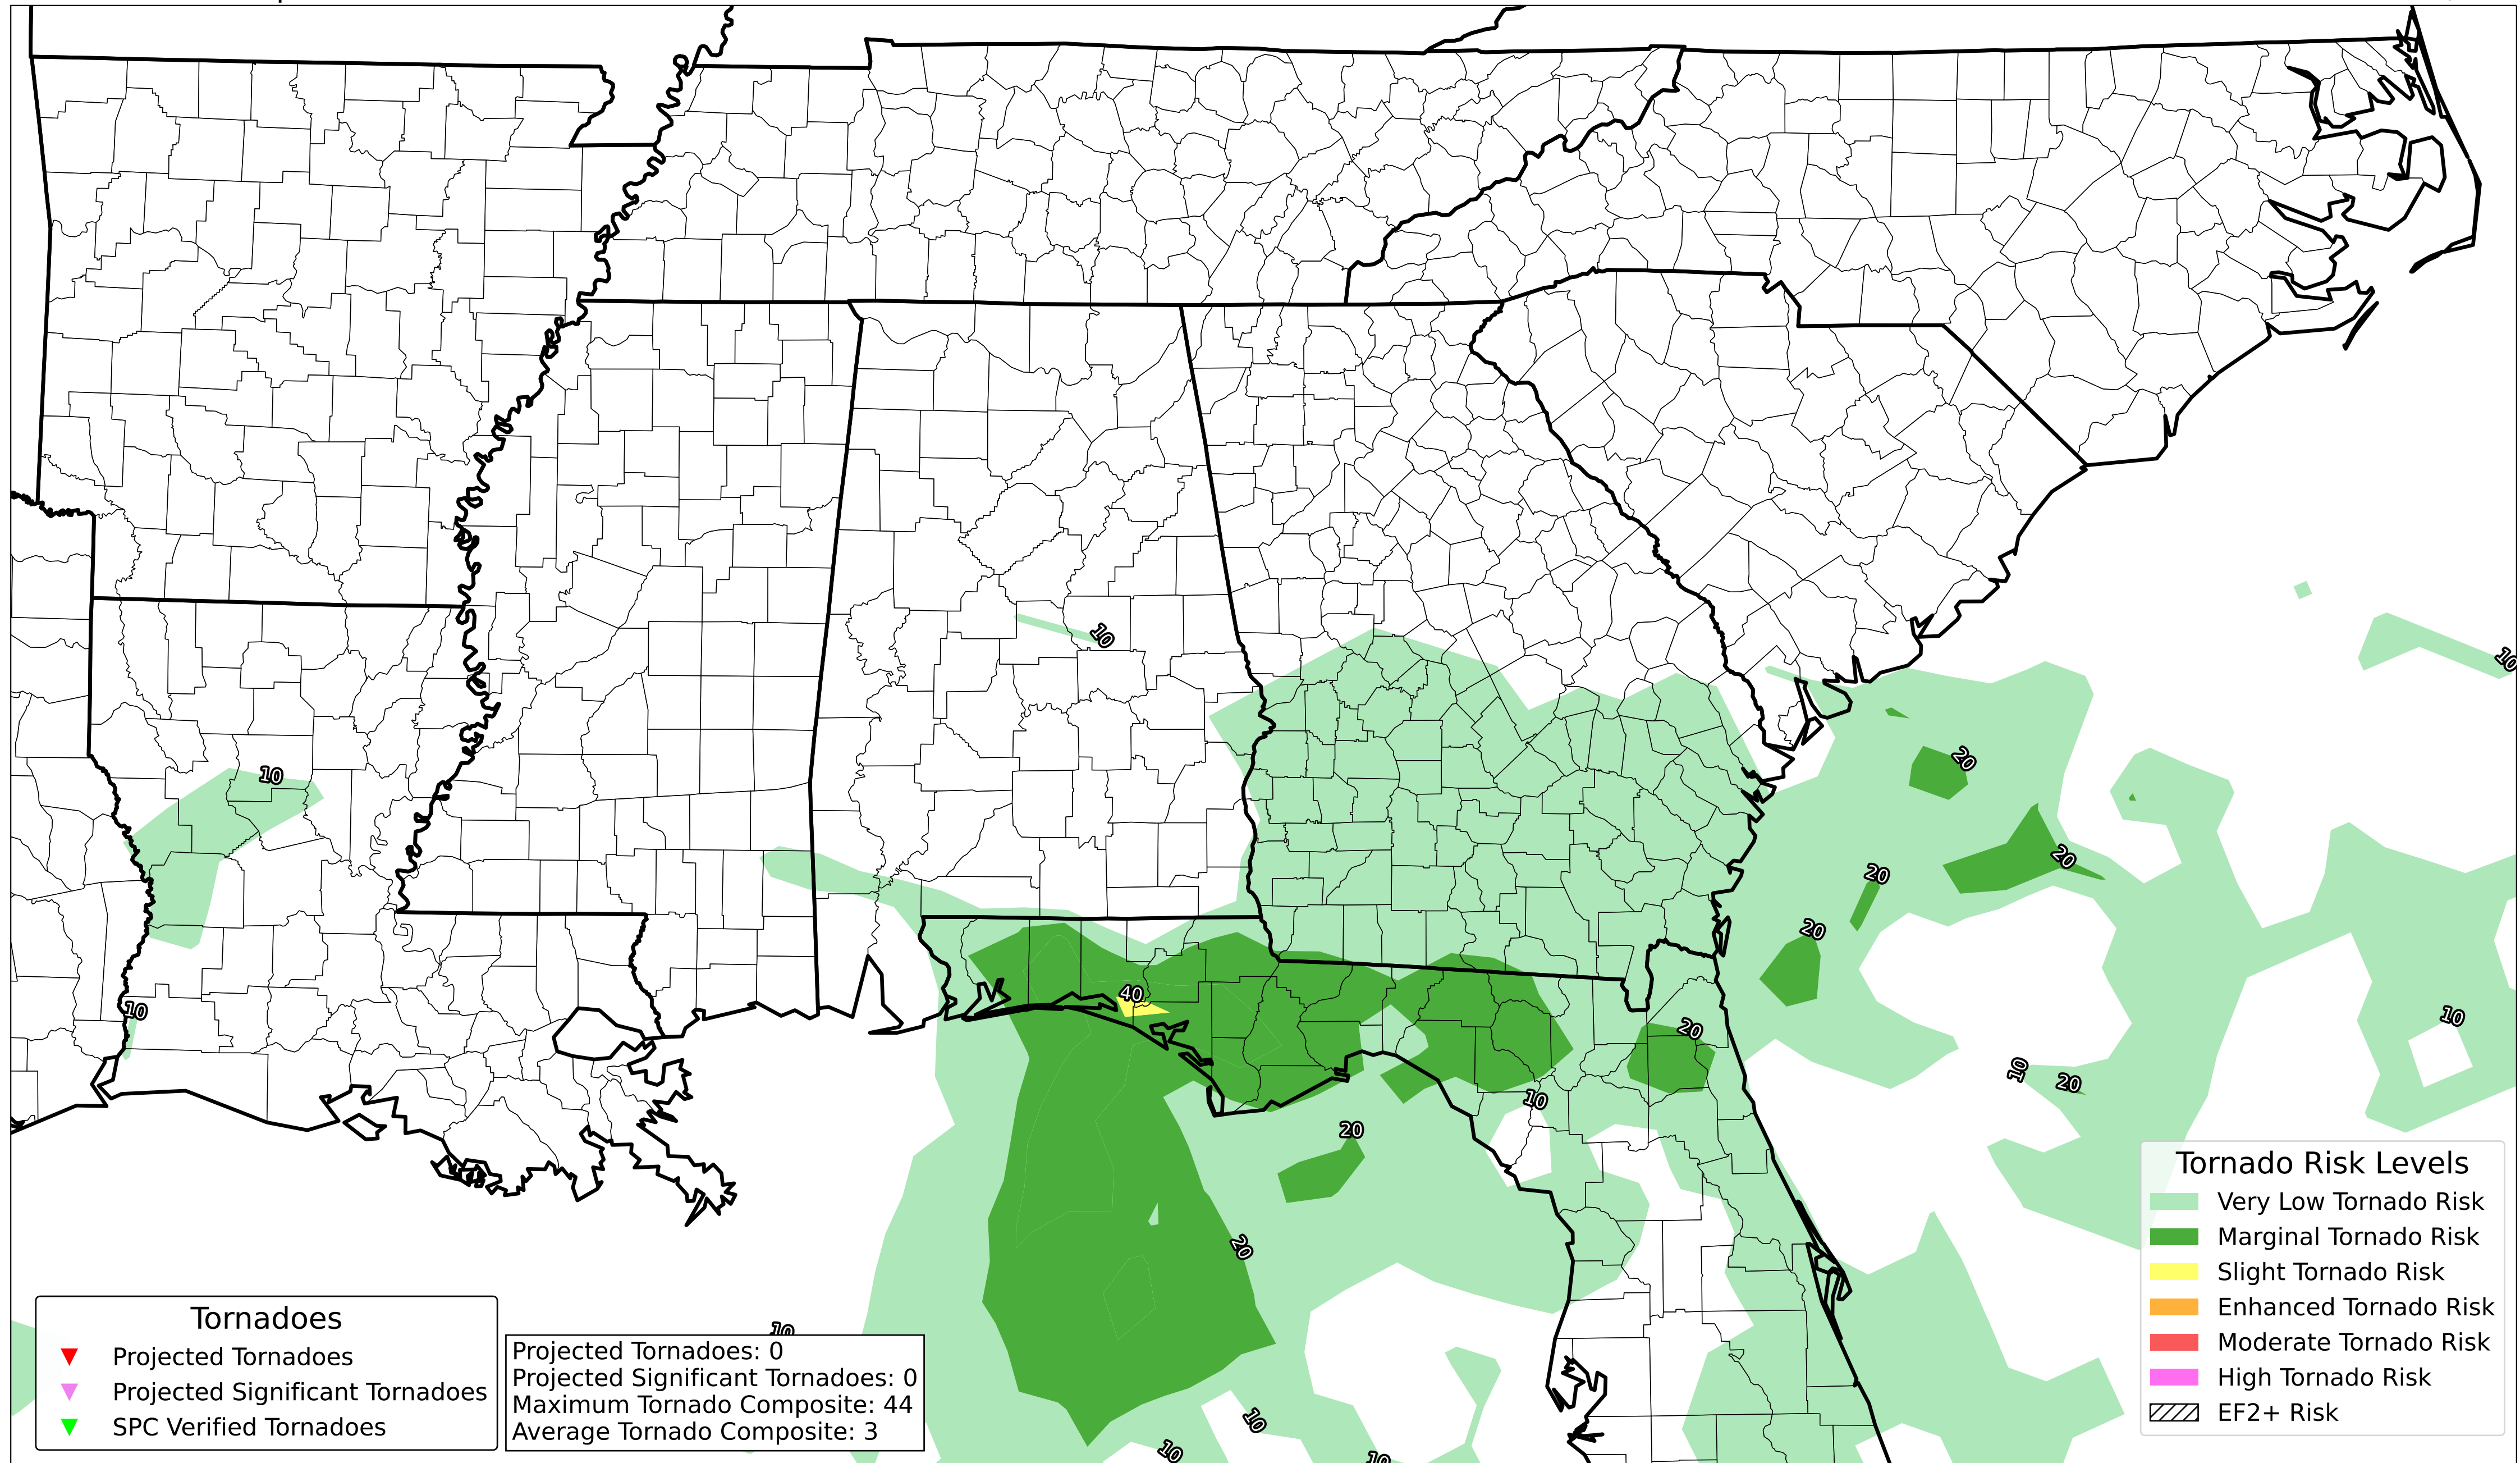 10
10
20
20
10
20
20
40
10
10
20
10
20
10
20
20
10
10
10
10
Tornado Risk Levels
Very Low Tornado Risk
Marginal Tornado Risk
Slight Tornado Risk
Enhanced Tornado Risk
Moderate Tornado Risk
High Tornado Risk
EF2+ Risk
Tornadoes
Projected Tornadoes
Projected Significant Tornadoes
SPC Verified Tornadoes
Projected Tornadoes: 0
Projected Significant Tornadoes: 0
Maximum Tornado Composite: 44
Average Tornado Composite: 3